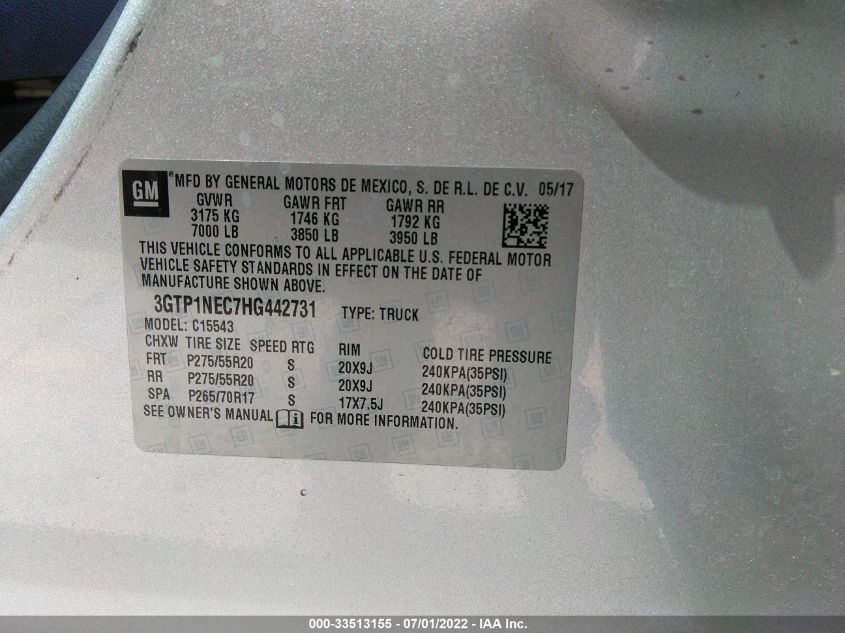 GM
® MFD BY GENERAL MOTORS DE MEXICO, S. DE R.L. DE C.V. 05/17
GVWR GAWR FRT GAWR RR
3175 KG 1746 KG 1792 KG
7000 LB 3850 LB 3950 LB
THIS VEHICLE CONFORMS TO ALL APPLICABLE U.S. FEDERAL MOTOR
VEHICLE SAFETY STANDARDS IN EFFECT ON THE DATE OF
MANUFACTURE SHOWN ABOVE.
3GTP1NEC7HG442731 TYPE: TRUCK
MODEL: C15543
CHXW TIRE SIZE SPEED RTG RIM COLD TIRE PRESSURE
FRT P275/55R20 S 20X9J 240KPA(35PSI)
RR P275/55R20 S 20X9J 240KPA(35PSI)
SPA P265/70R17 S 17X7.5J 240KPA(35PSI)
SEE OWNER'S MANUAL i FOR MORE INFORMATION.
000-33513155 - 07/01/2022 - IAA Inc.